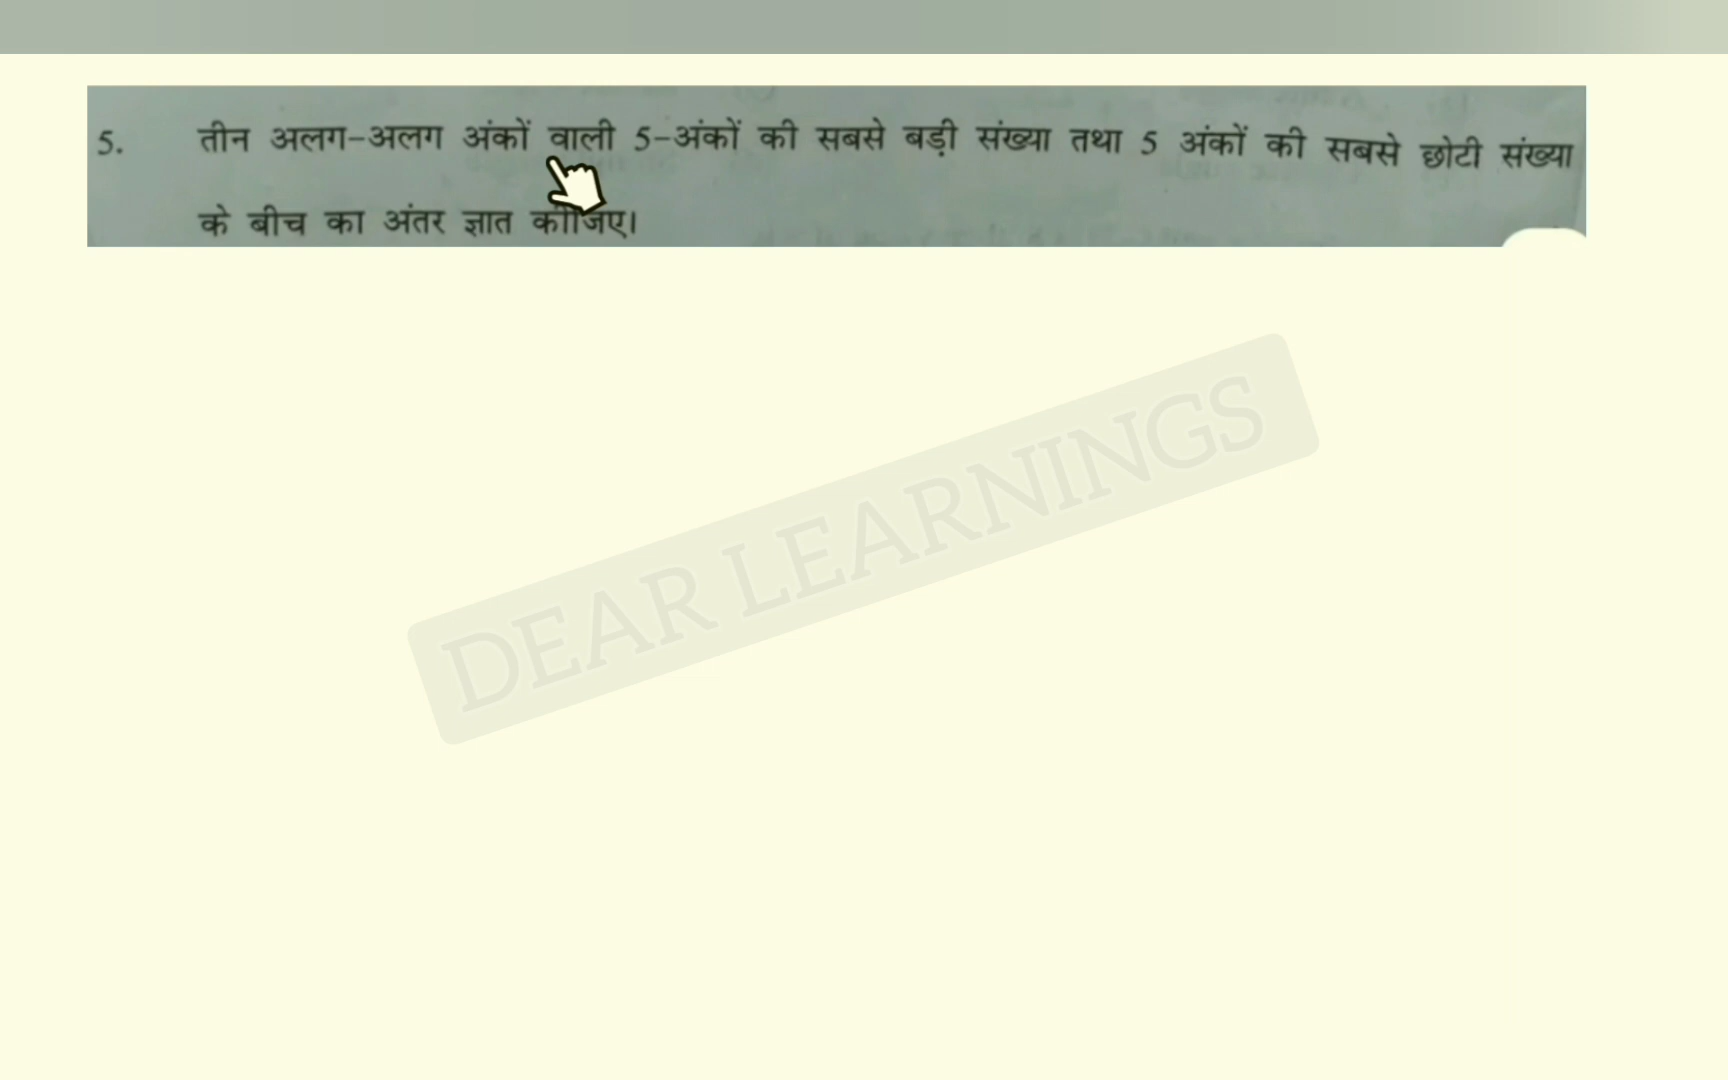 5. तीन अलग-अलग अंकों वाली 5-अंकों की सबसे बड़ी संख्या तथा 5 अंकों की सबसे छोटी संख्या
के बीच का अंतर ज्ञात कीजिए।
DEAR LEARNINGS